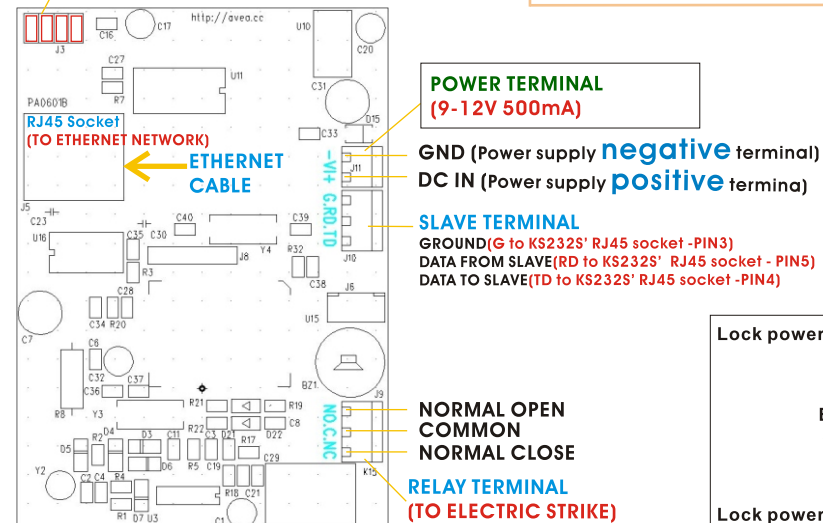 http://avea.cc
J3
C16
C17
U10
C20
C27
U11
R7
C31
PA0601B
D15
RJ45 Socket
(TO ETHERNET NETWORK)
C33
ETHERNET
CABLE
-VI+
J11
POWER TERMINAL
(9-12V 500mA)
GND (Power supply negative terminal)
DC IN (Power supply positive termina)
J5
C23
C40
C39
G.RD.TD
U16
C35
C30
Y4
R32
J10
SLAVE TERMINAL
GROUND(G to KS232S' RJ45 socket -PIN3)
DATA FROM SLAVE(RD to KS232S' RJ45 socket - PIN5)
DATA TO SLAVE(TD to KS232S' RJ45 socket -PIN4)
J8
R3
C38
C28
J6
C34
R20
U15
C7
C6
C32
C36
C37
BZ1
J9
Lock power
R8
Y3
R21
R19
R22
C8
NO.C.NC
NORMAL OPEN
COMMON
NORMAL CLOSE
D5
R2
D4
D3
C11
C3
D21
R17
D22
D6
R5
C19
C29
K15
Y2
C2
C4
R4
R18
C21
RELAY TERMINAL
(TO ELECTRIC STRIKE)
R1
D7
U3
C1
Lock power